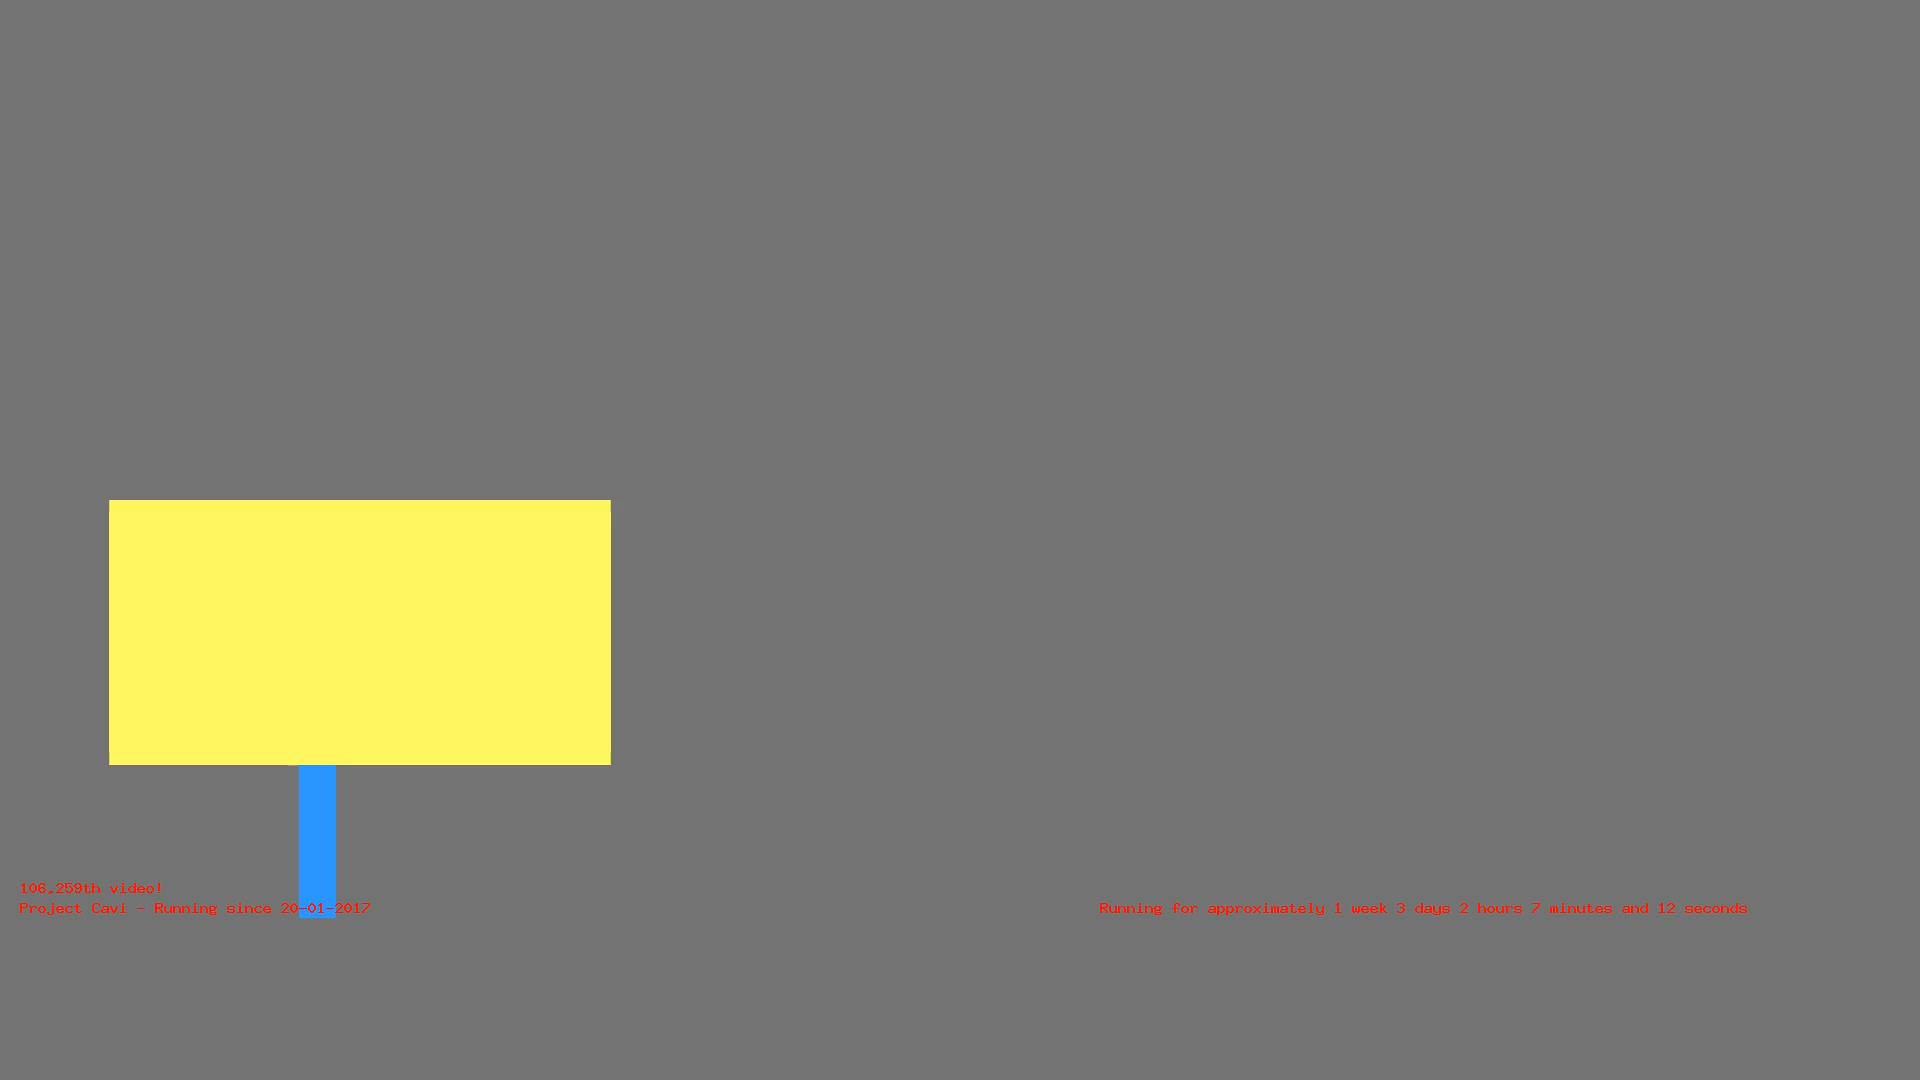 106,259th video!
Project Cavi - Running since 20-01-2017
Running for approximately 1 week 3 days 2 hours 7 minutes and 12 seconds